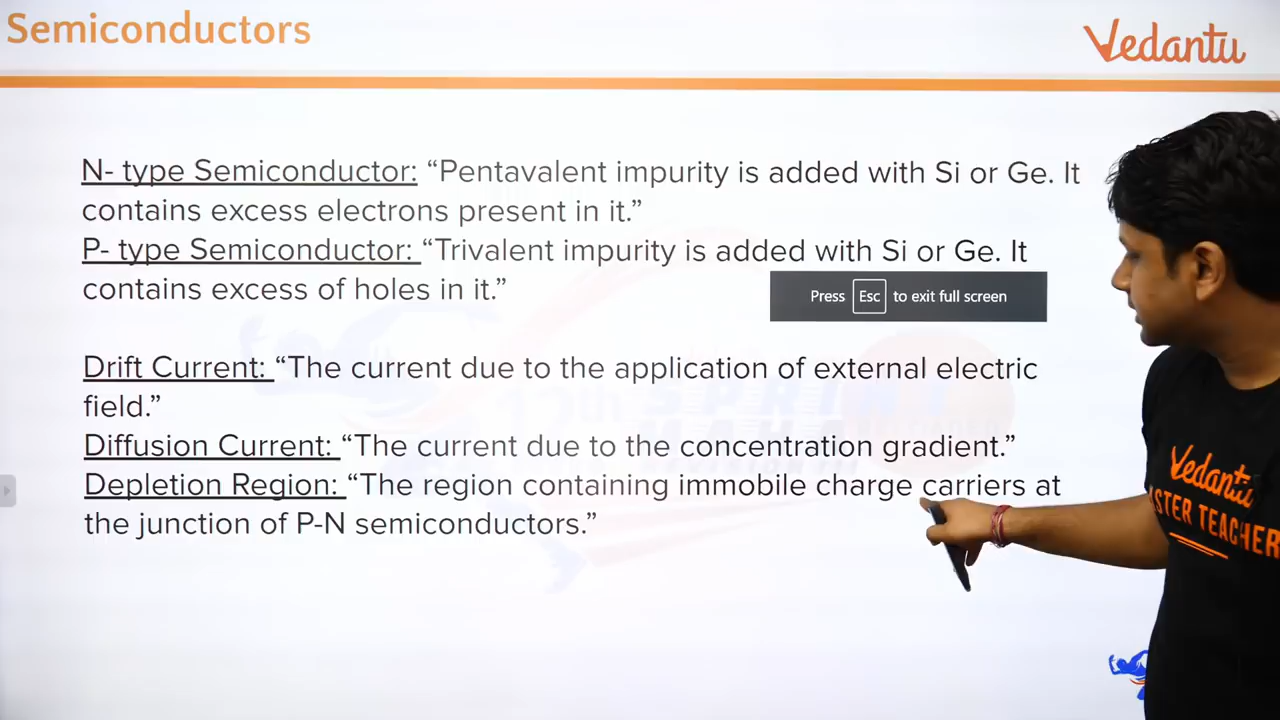 Semiconductors
Vedantu
N- type Semiconductor: “Pentavalent impurity is added with Si or Ge. It
contains excess electrons present in it.”
P- type Semiconductor: “Trivalent impurity is added with Si or Ge. It
contains excess of holes in it.”
Press Esc to exit full screen
Drift Current: “The current due to the application of external electric
field.”
Diffusion Current: “The current due to the concentration gradient.”
Depletion Region: “The region containing immobile charge carriers at
the junction of P-N semiconductors.”
12th SPRINT
Vedantu
STER TEACHER